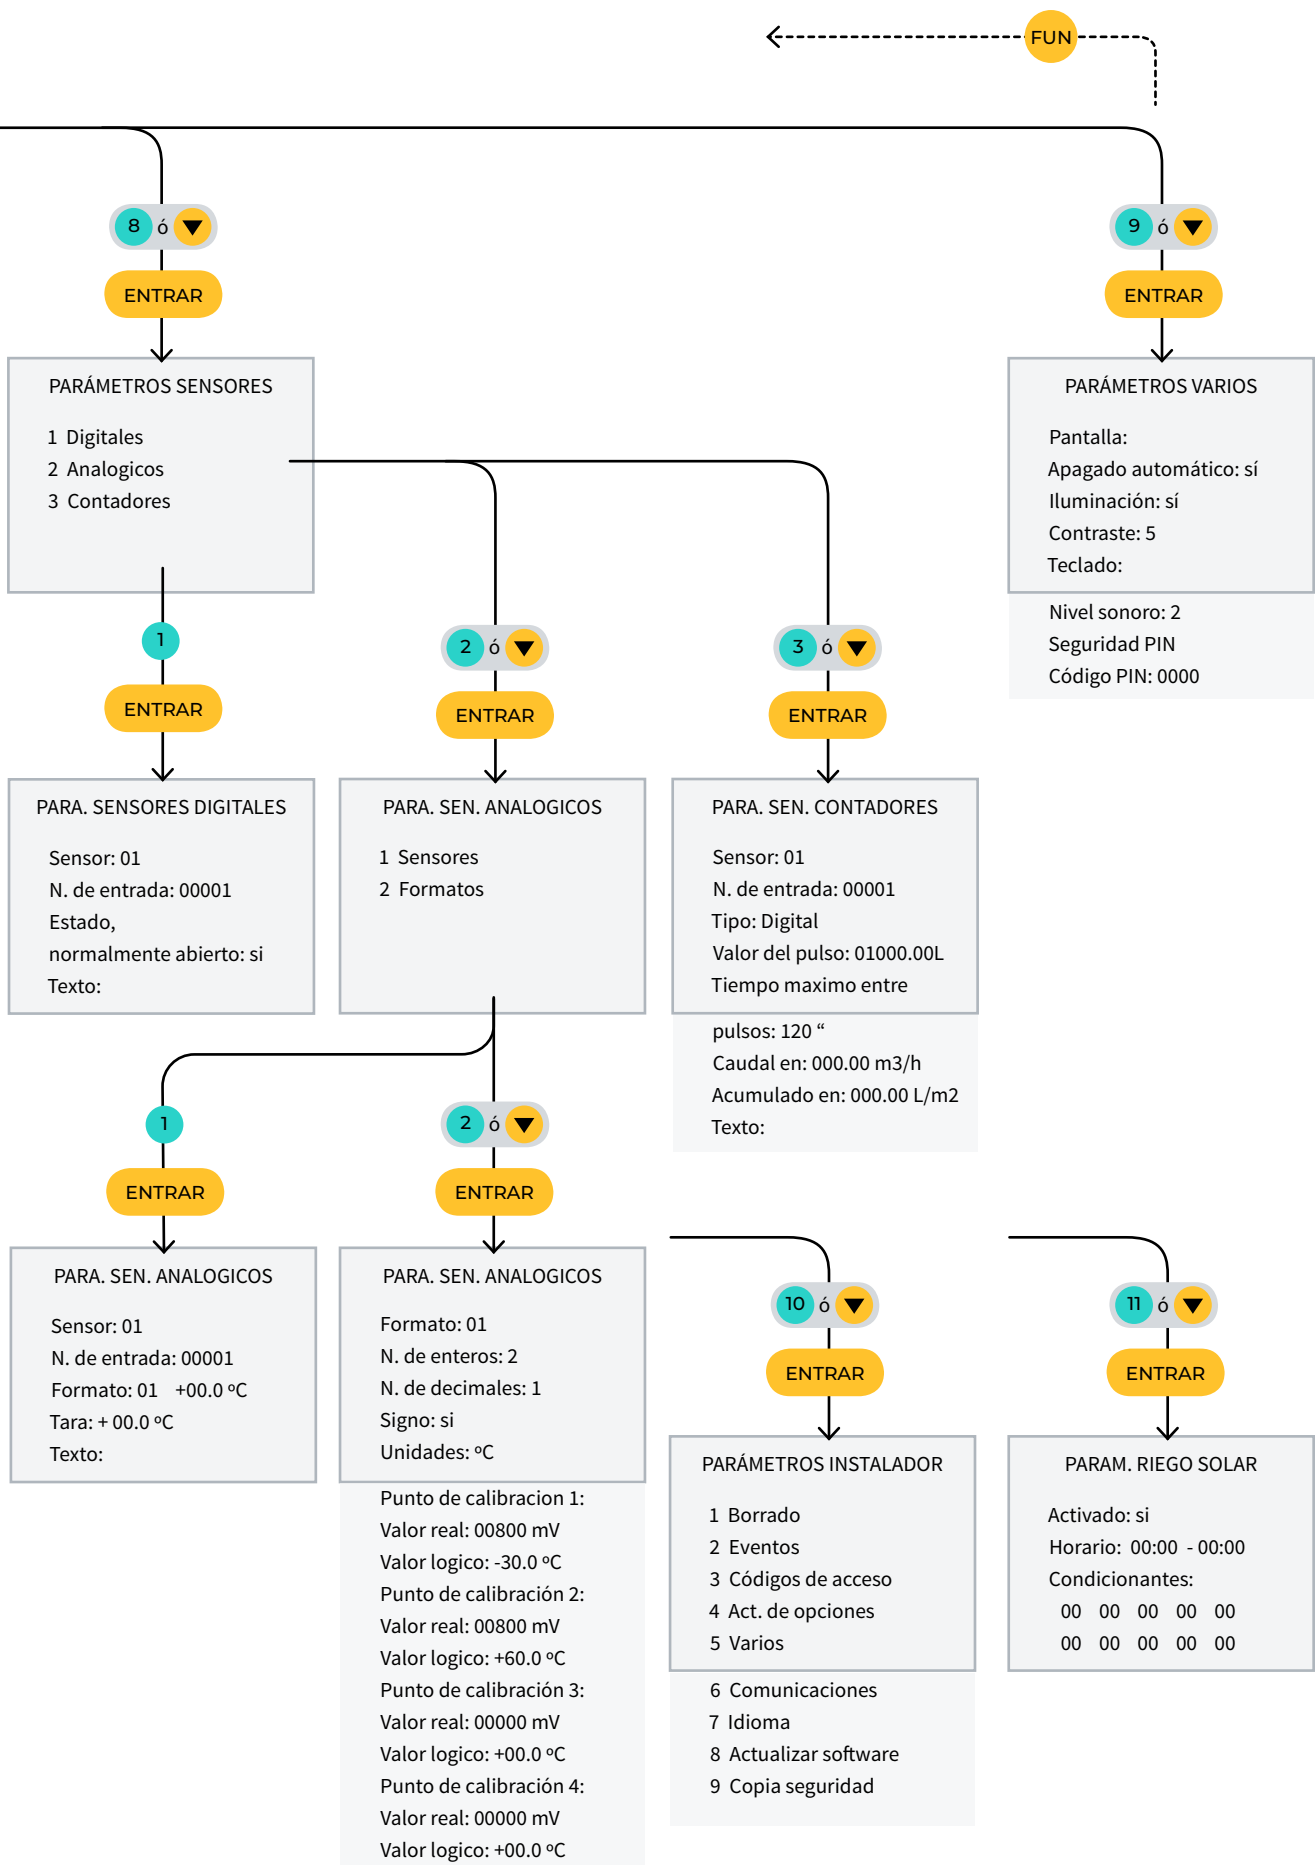 FUN
8 ó
ENTRAR
PARÁMETROS SENSORES
1 Digitales
2 Analogicos
3 Contadores
9 ó
ENTRAR
PARÁMETROS VARIOS
Pantalla:
Apagado automático: sí
Iluminación: sí
Contraste: 5
Teclado:
Nivel sonoro: 2
Seguridad PIN
Código PIN: 0000
1
ENTRAR
PARA. SENSORES DIGITALES
Sensor: 01
N. de entrada: 00001
Estado,
normalmente abierto: si
Texto:
2 ó
ENTRAR
PARA. SEN. ANALOGICOS
1 Sensores
2 Formatos
3 ó
ENTRAR
PARA. SEN. CONTADORES
Sensor: 01
N. de entrada: 00001
Tipo: Digital
Valor del pulso: 01000.00L
Tiempo maximo entre
pulsos: 120 “
Caudal en: 000.00 m3/h
Acumulado en: 000.00 L/m2
Texto:
1
ENTRAR
PARA. SEN. ANALOGICOS
Sensor: 01
N. de entrada: 00001
Formato: 01 +00.0 ºC
Tara: + 00.0 ºC
Texto:
2 ó
ENTRAR
PARA. SEN. ANALOGICOS
Formato: 01
N. de enteros: 2
N. de decimales: 1
Signo: si
Unidades: ºC
Punto de calibracion 1:
Valor real: 00800 mV
Valor logico: -30.0 ºC
Punto de calibración 2:
Valor real: 00800 mV
Valor logico: +60.0 ºC
Punto de calibración 3:
Valor real: 00000 mV
Valor logico: +00.0 ºC
Punto de calibración 4:
Valor real: 00000 mV
Valor logico: +00.0 ºC
10 ó
ENTRAR
PARÁMETROS INSTALADOR
1 Borrado
2 Eventos
3 Códigos de acceso
4 Act. de opciones
5 Varios
6 Comunicaciones
7 Idioma
8 Actualizar software
9 Copia seguridad
11 ó
ENTRAR
PARAM. RIEGO SOLAR
Activado: si
Horario: 00:00 - 00:00
Condicionantes:
00 00 00 00 00
00 00 00 00 00